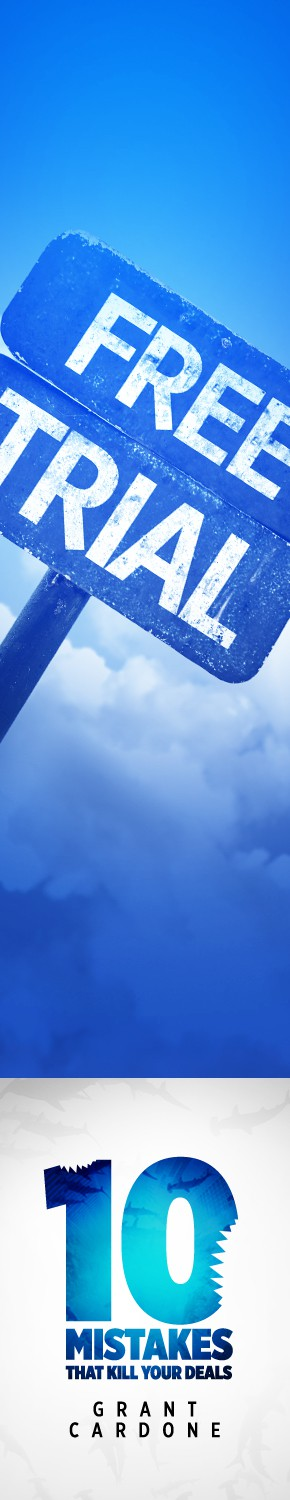 FREE
TRIAL
10
MISTAKES
THAT KILL YOUR DEALS
GRANT
CARDONE